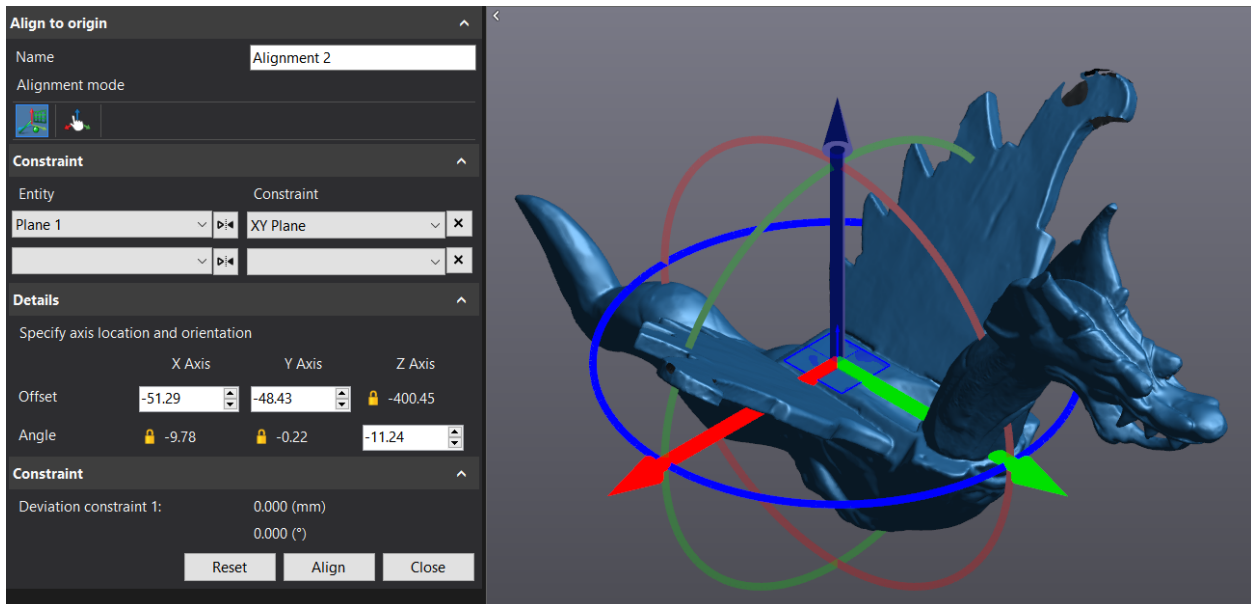 Align to origin
Name Alignment 2
Alignment mode
Constraint
Entity Constraint
Plane 1 XY Plane
Details
Specify axis location and orientation
X Axis Y Axis Z Axis
Offset -51.29 -48.43 -400.45
Angle -9.78 -0.22 -11.24
Constraint
Deviation constraint 1: 0.000 (mm)
0.000 (°)
Reset Align Close